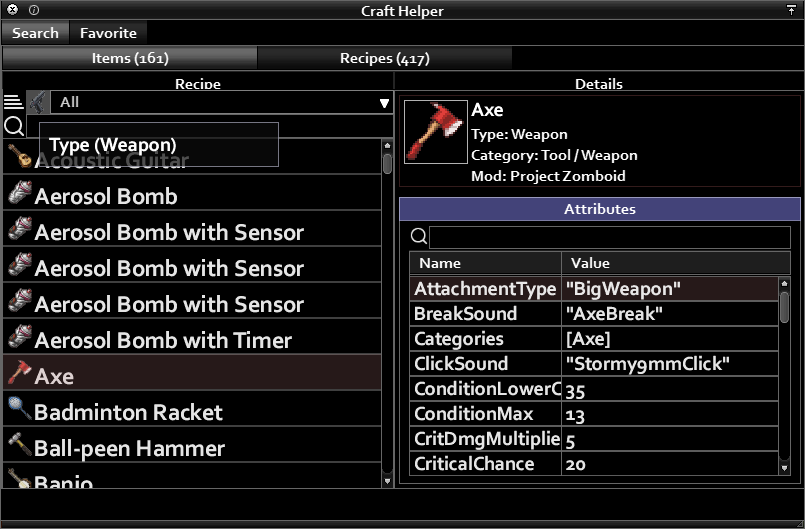 Craft Helper
Search Favorite
Items (161) Recipes (417)
Recipe
All
Type (Weapon)
Acoustic Guitar
Aerosol Bomb
Aerosol Bomb with Sensor
Aerosol Bomb with Sensor
Aerosol Bomb with Sensor
Aerosol Bomb with Timer
Axe
Badminton Racket
Ball-peen Hammer
Banjo
Details
Axe
Type: Weapon
Category: Tool / Weapon
Mod: Project Zomboid
Attributes
Name Value
AttachmentType "BigWeapon"
BreakSound "AxeBreak"
Categories [Axe]
ClickSound "Stormy9mmClick"
ConditionLowerC 35
ConditionMax 13
CritDmgMultiplie 5
CriticalChance 20